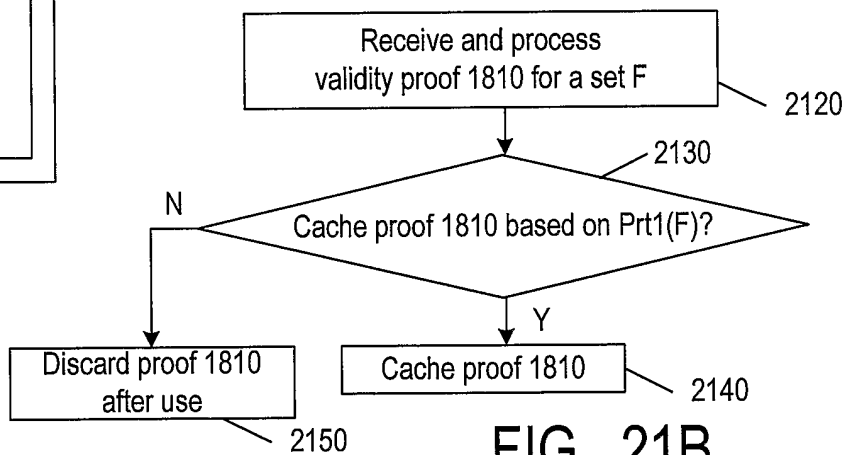 Receive and process
validity proof 1810 for a set F
2120
2130
Cache proof 1810 based on Prt1(F)?
N
Y
Discard proof 1810
after use
2150
Cache proof 1810
2140
FIG. 21B